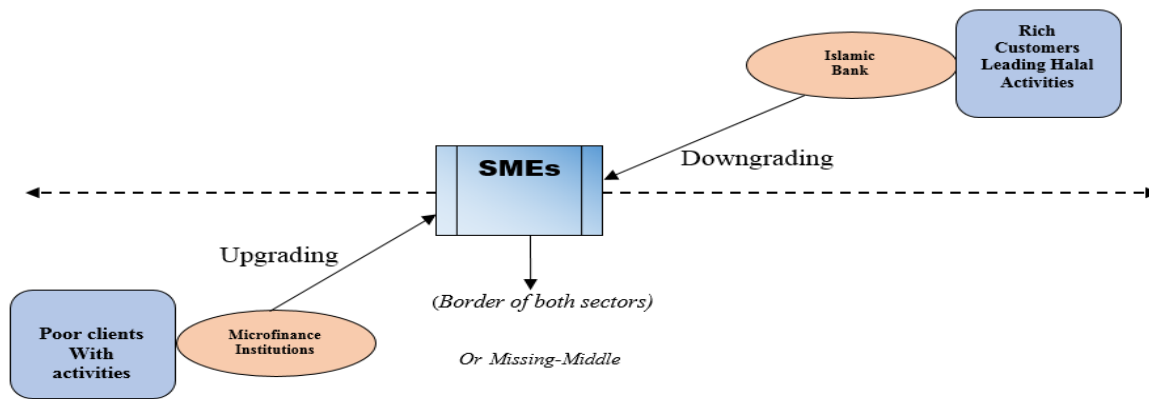 Rich
Customers
Leading Halal
Activities
Islamic
Bank
Downgrading
SMEs
Upgrading
(Border of both sectors)
Or Missing-Middle
Poor clients
With
activities
Microfinance
Institutions